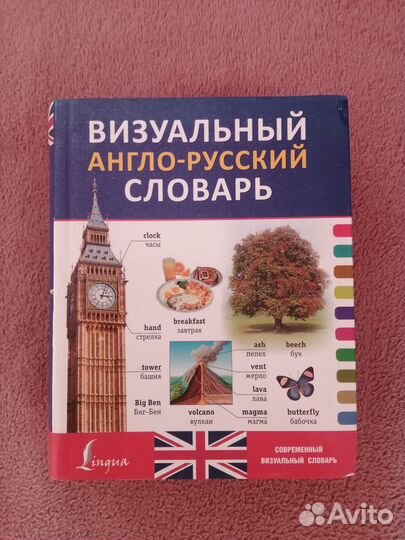 ВИЗУАЛЬНЫЙ
АНГЛО-РУССКИЙ
СЛОВАРЬ
clock
часы
breakfast
завтрак
hand
стрелка
ash
пепел
beech
бук
tower
башня
vent
жерло
lava
лава
Big Ben
Биг-Бен
volcano
вулкан
magma
магма
butterfly
бабочка
Lingua
СОВРЕМЕННЫЙ
ВИЗУАЛЬНЫЙ СЛОВАРЬ
Avito